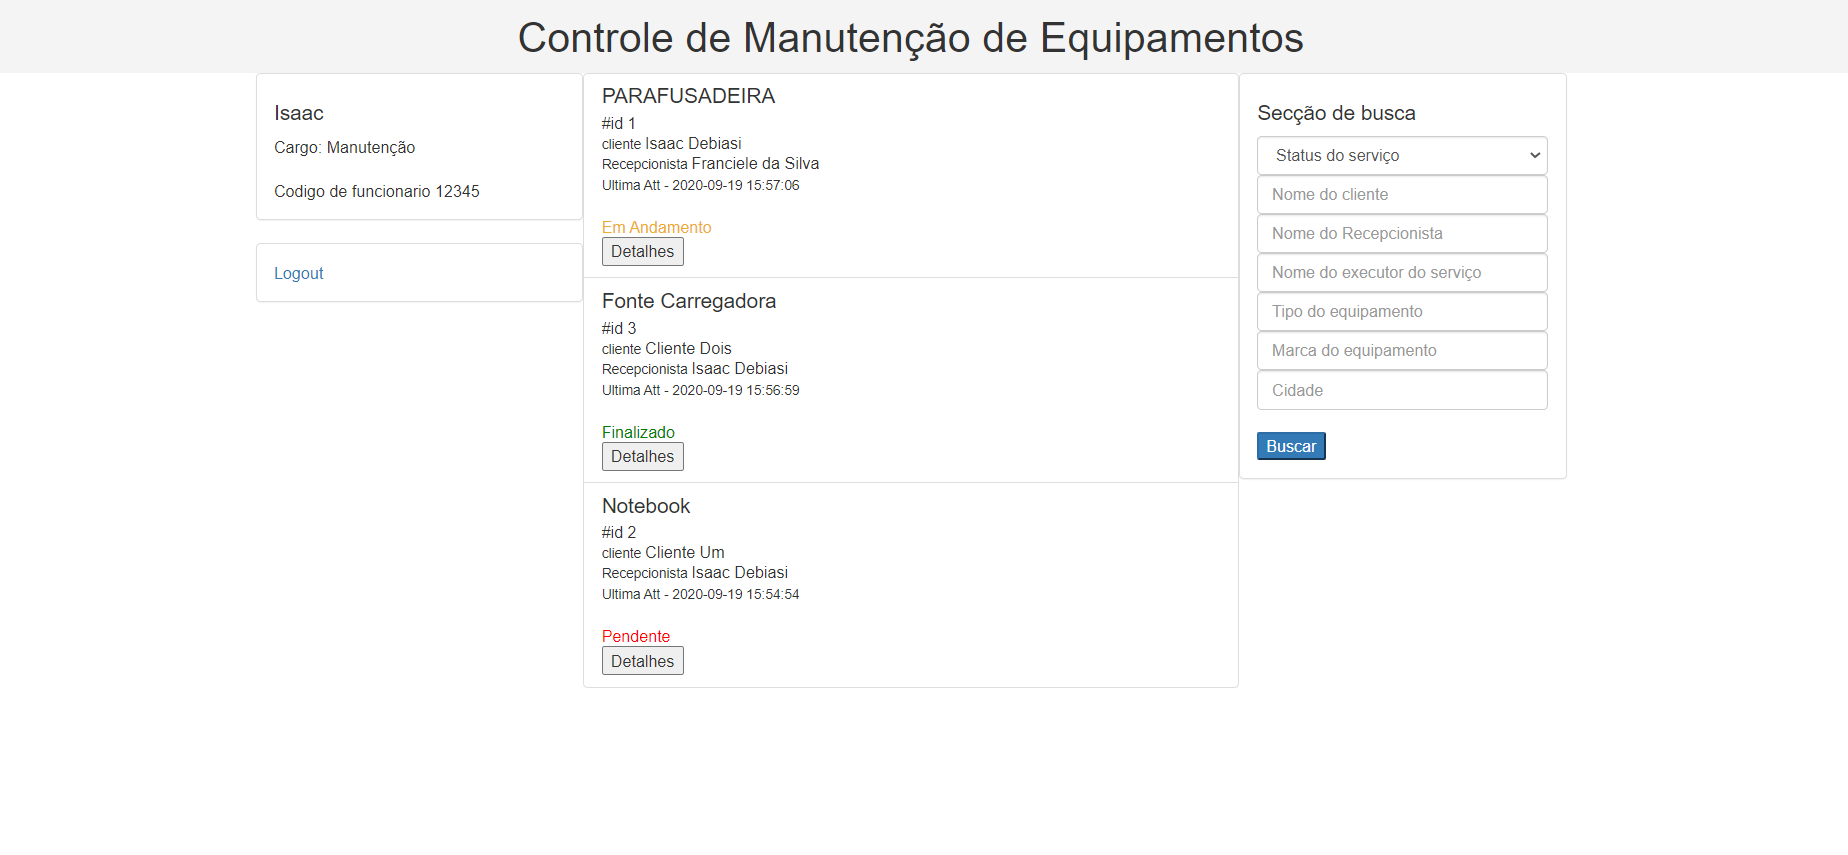 Controle de Manutenção de Equipamentos
Isaac
Cargo: Manutenção
Codigo de funcionario 12345
Logout
PARAFUSADEIRA
#id 1
cliente Isaac Debiasi
Recepcionista Franciele da Silva
Ultima Att - 2020-09-19 15:57:06
Em Andamento
Detalhes
Fonte Carregadora
#id 3
cliente Cliente Dois
Recepcionista Isaac Debiasi
Ultima Att - 2020-09-19 15:56:59
Finalizado
Detalhes
Notebook
#id 2
cliente Cliente Um
Recepcionista Isaac Debiasi
Ultima Att - 2020-09-19 15:54:54
Pendente
Detalhes
Secção de busca
Status do serviço
Nome do cliente
Nome do Recepcionista
Nome do executor do serviço
Tipo do equipamento
Marca do equipamento
Cidade
Buscar